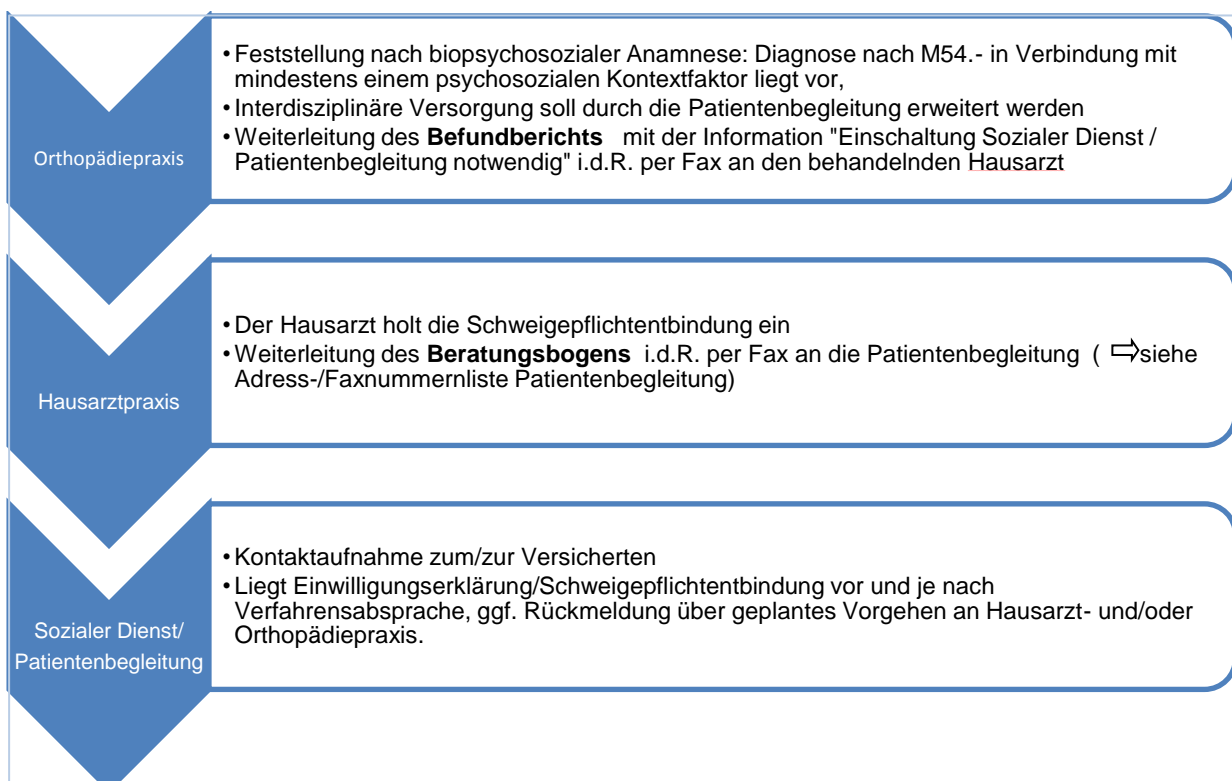 Orthopädiepraxis
• Feststellung nach biopsychosozialer Anamnese: Diagnose nach M54.- in Verbindung mit
mindestens einem psychosozialen Kontextfaktor liegt vor,
• Interdisziplinäre Versorgung soll durch die Patientenbegleitung erweitert werden
• Weiterleitung des Befundberichts mit der Information "Einschaltung Sozialer Dienst /
Patientenbegleitung notwendig" i.d.R. per Fax an den behandelnden Hausarzt
Hausarztpraxis
• Der Hausarzt holt die Schweigepflichtentbindung ein
• Weiterleitung des Beratungsbogens i.d.R. per Fax an die Patientenbegleitung ( ⇨siehe
Adress-/Faxnummernliste Patientenbegleitung)
Sozialer Dienst/
Patientenbegleitung
• Kontaktaufnahme zum/zur Versicherten
• Liegt Einwilligungserklärung/Schweigepflichtentbindung vor und je nach
Verfahrensabsprache, ggf. Rückmeldung über geplantes Vorgehen an Hausarzt- und/oder
Orthopädiepraxis.